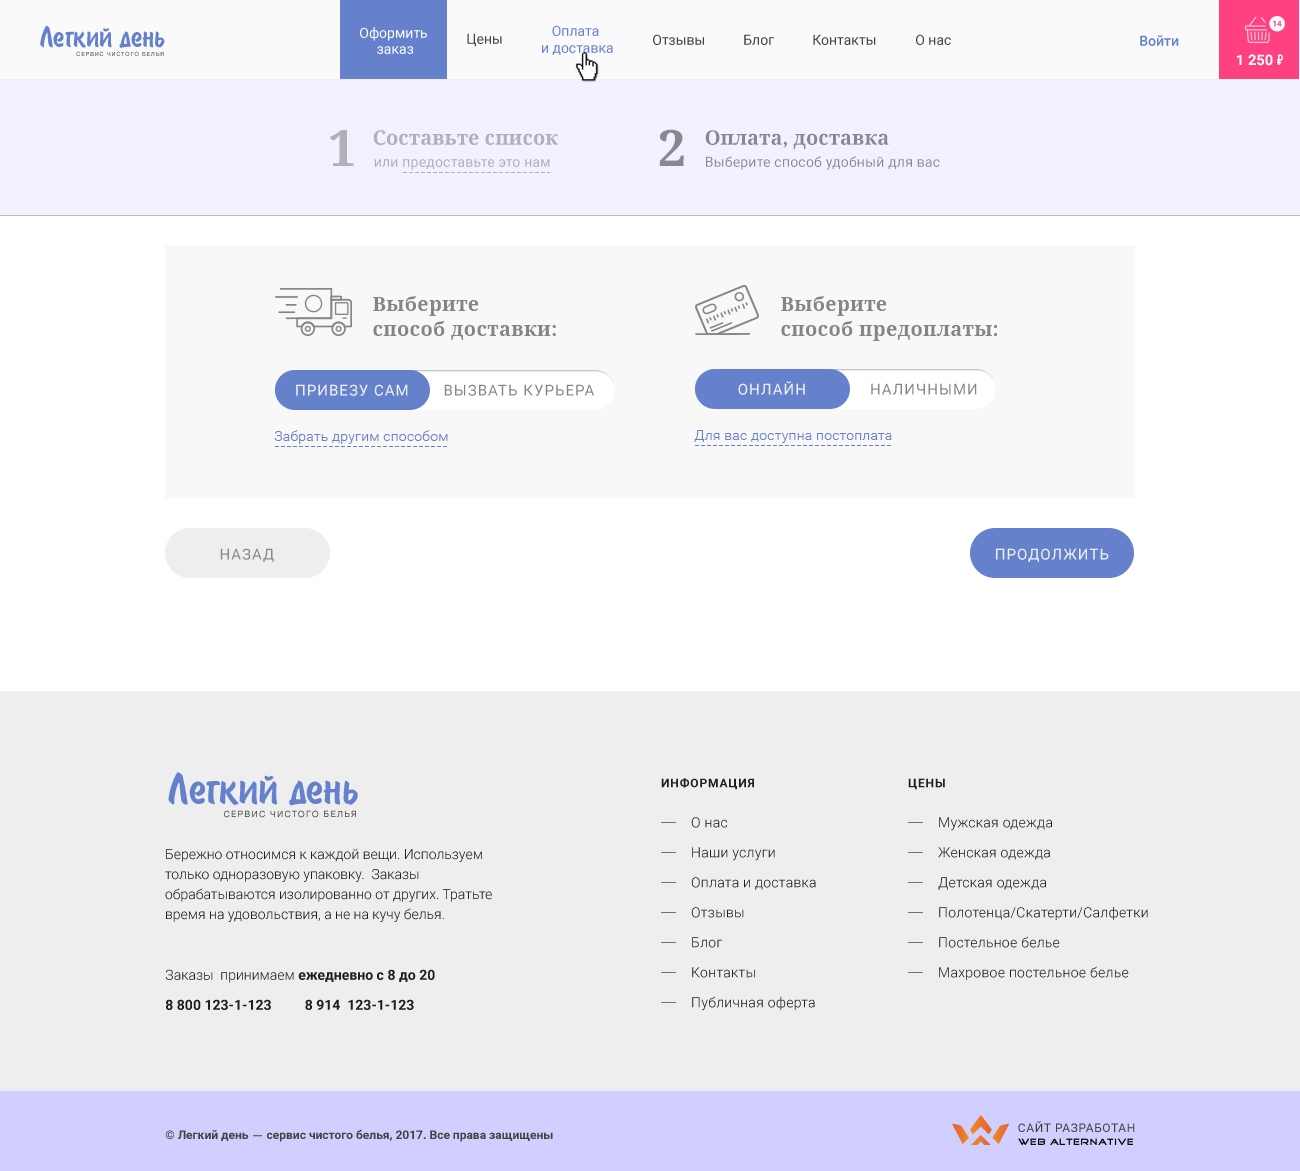 Легкий день
СЕРВИС ЧИСТОГО БЕЛЬЯ
Оформить
заказ
Цены
Оплата
и доставка
Отзывы
Блог
Контакты
О нас
Войти
14
1 250 ₽
1
Составьте список
или предоставьте это нам
2
Оплата, доставка
Выберите способ удобный для вас
Выберите
способ доставки:
ПРИВЕЗУ САМ
ВЫЗВАТЬ КУРЬЕРА
Забрать другим способом
Выберите
способ предоплаты:
ОНЛАЙН
НАЛИЧНЫМИ
Для вас доступна постоплата
НАЗАД
ПРОДОЛЖИТЬ
Легкий день
СЕРВИС ЧИСТОГО БЕЛЬЯ
Бережно относимся к каждой вещи. Используем
только одноразовую упаковку. Заказы
обрабатываются изолированно от других. Тратьте
время на удовольствия, а не на кучу белья.
Заказы принимаем ежедневно с 8 до 20
8 800 123-1-123 8 914 123-1-123
ИНФОРМАЦИЯ
— О нас
— Наши услуги
— Оплата и доставка
— Отзывы
— Блог
— Контакты
— Публичная оферта
ЦЕНЫ
— Мужская одежда
— Женская одежда
— Детская одежда
— Полотенца/Скатерти/Салфетки
— Постельное белье
— Махровое постельное белье
© Легкий день — сервис чистого белья, 2017. Все права защищены
САЙТ РАЗРАБОТАН
WEB ALTERNATIVE